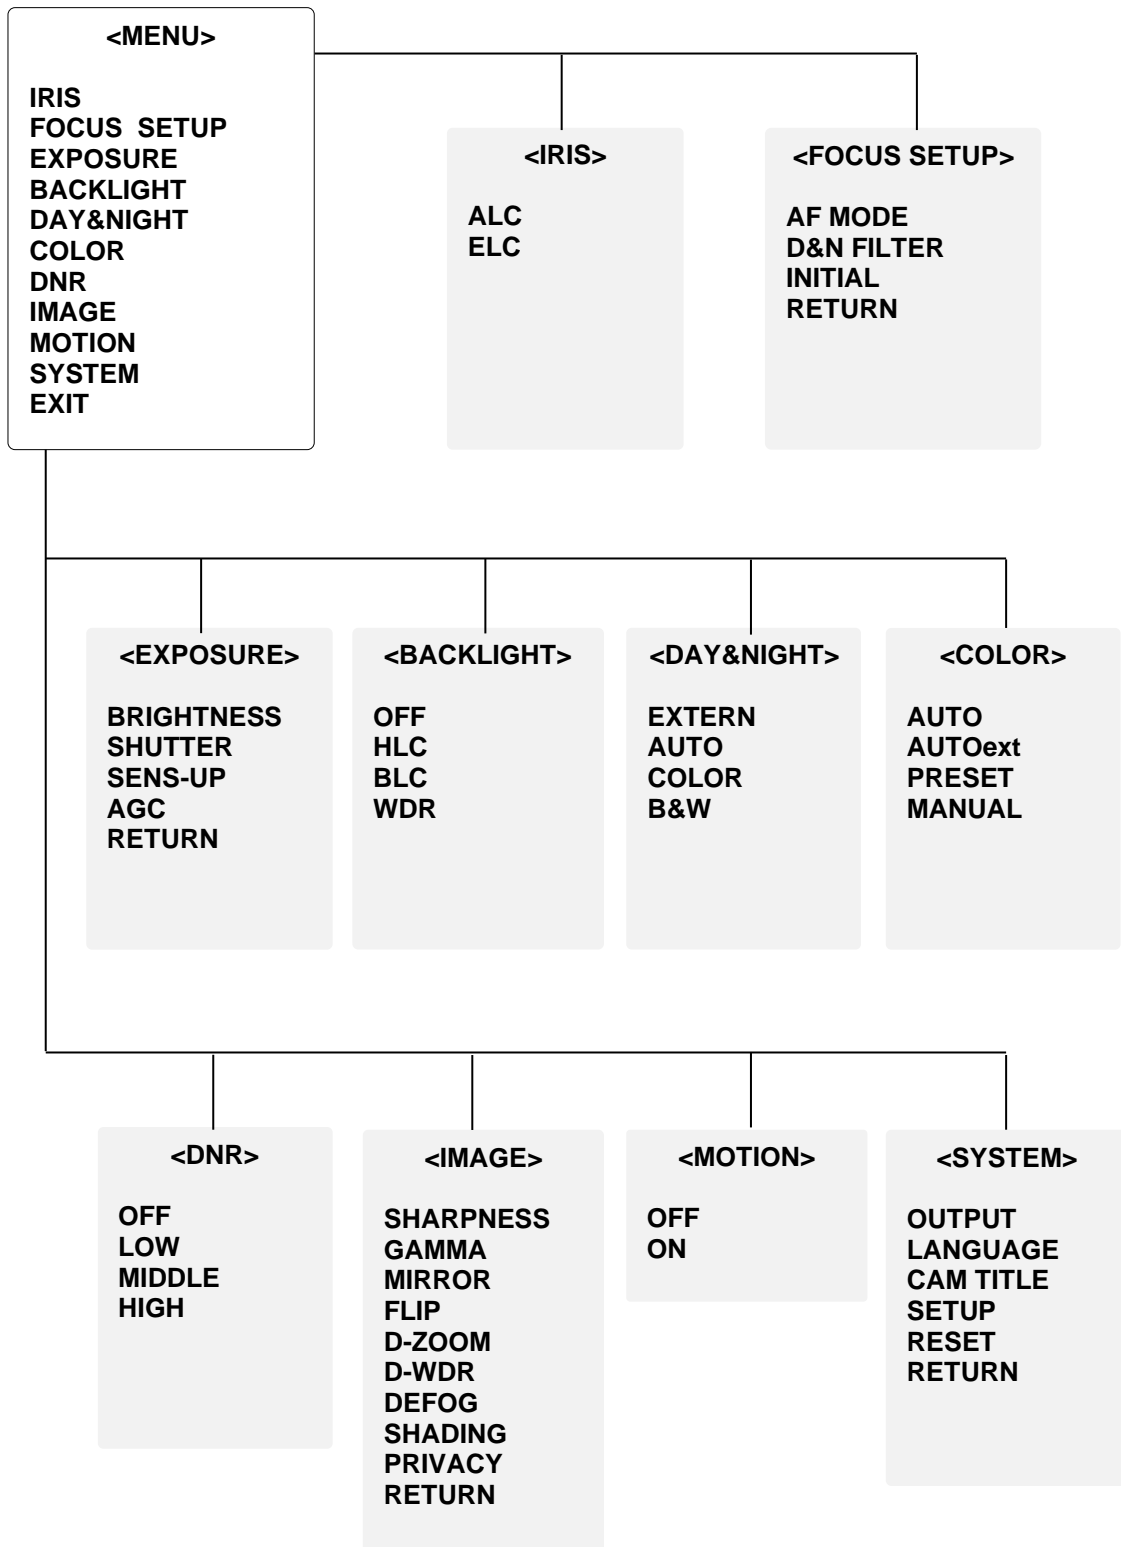 <MENU>
IRIS
FOCUS SETUP
EXPOSURE
BACKLIGHT
DAY&NIGHT
COLOR
DNR
IMAGE
MOTION
SYSTEM
EXIT
<IRIS>
ALC
ELC
<FOCUS SETUP>
AF MODE
D&N FILTER
INITIAL
RETURN
<EXPOSURE>
BRIGHTNESS
SHUTTER
SENS-UP
AGC
RETURN
<BACKLIGHT>
OFF
HLC
BLC
WDR
<DAY&NIGHT>
EXTERN
AUTO
COLOR
B&W
<COLOR>
AUTO
AUTOext
PRESET
MANUAL
<DNR>
OFF
LOW
MIDDLE
HIGH
<IMAGE>
SHARPNESS
GAMMA
MIRROR
FLIP
D-ZOOM
D-WDR
DEFOG
SHADING
PRIVACY
RETURN
<MOTION>
OFF
ON
<SYSTEM>
OUTPUT
LANGUAGE
CAM TITLE
SETUP
RESET
RETURN